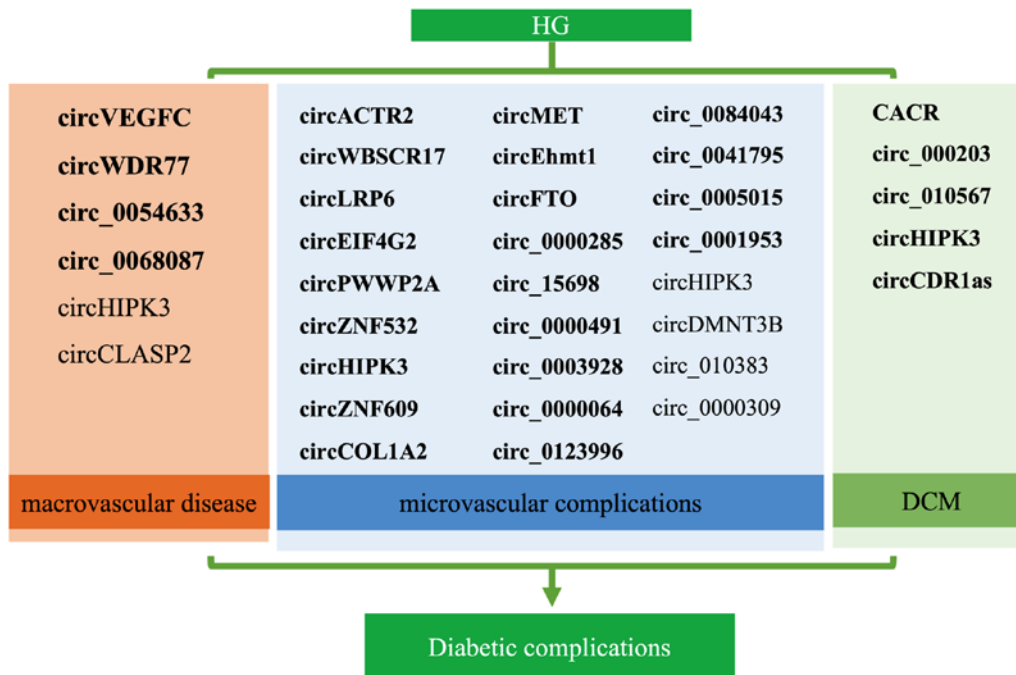 HG
circVEGFC
circWDR77
circ_0054633
circ_0068087
circHIPK3
circCLASP2
macrovascular disease
circACTR2
circWBSCR17
circLRP6
circEIF4G2
circPWWP2A
circZNF532
circHIPK3
circZNF609
circCOL1A2
circMET
circEhmt1
circFTO
circ_0000285
circ_15698
circ_0000491
circ_0003928
circ_0000064
circ_0123996
circ_0084043
circ_0041795
circ_0005015
circ_0001953
circHIPK3
circDMNT3B
circ_010383
circ_0000309
microvascular complications
CACR
circ_000203
circ_010567
circHIPK3
circCDR1as
DCM
Diabetic complications